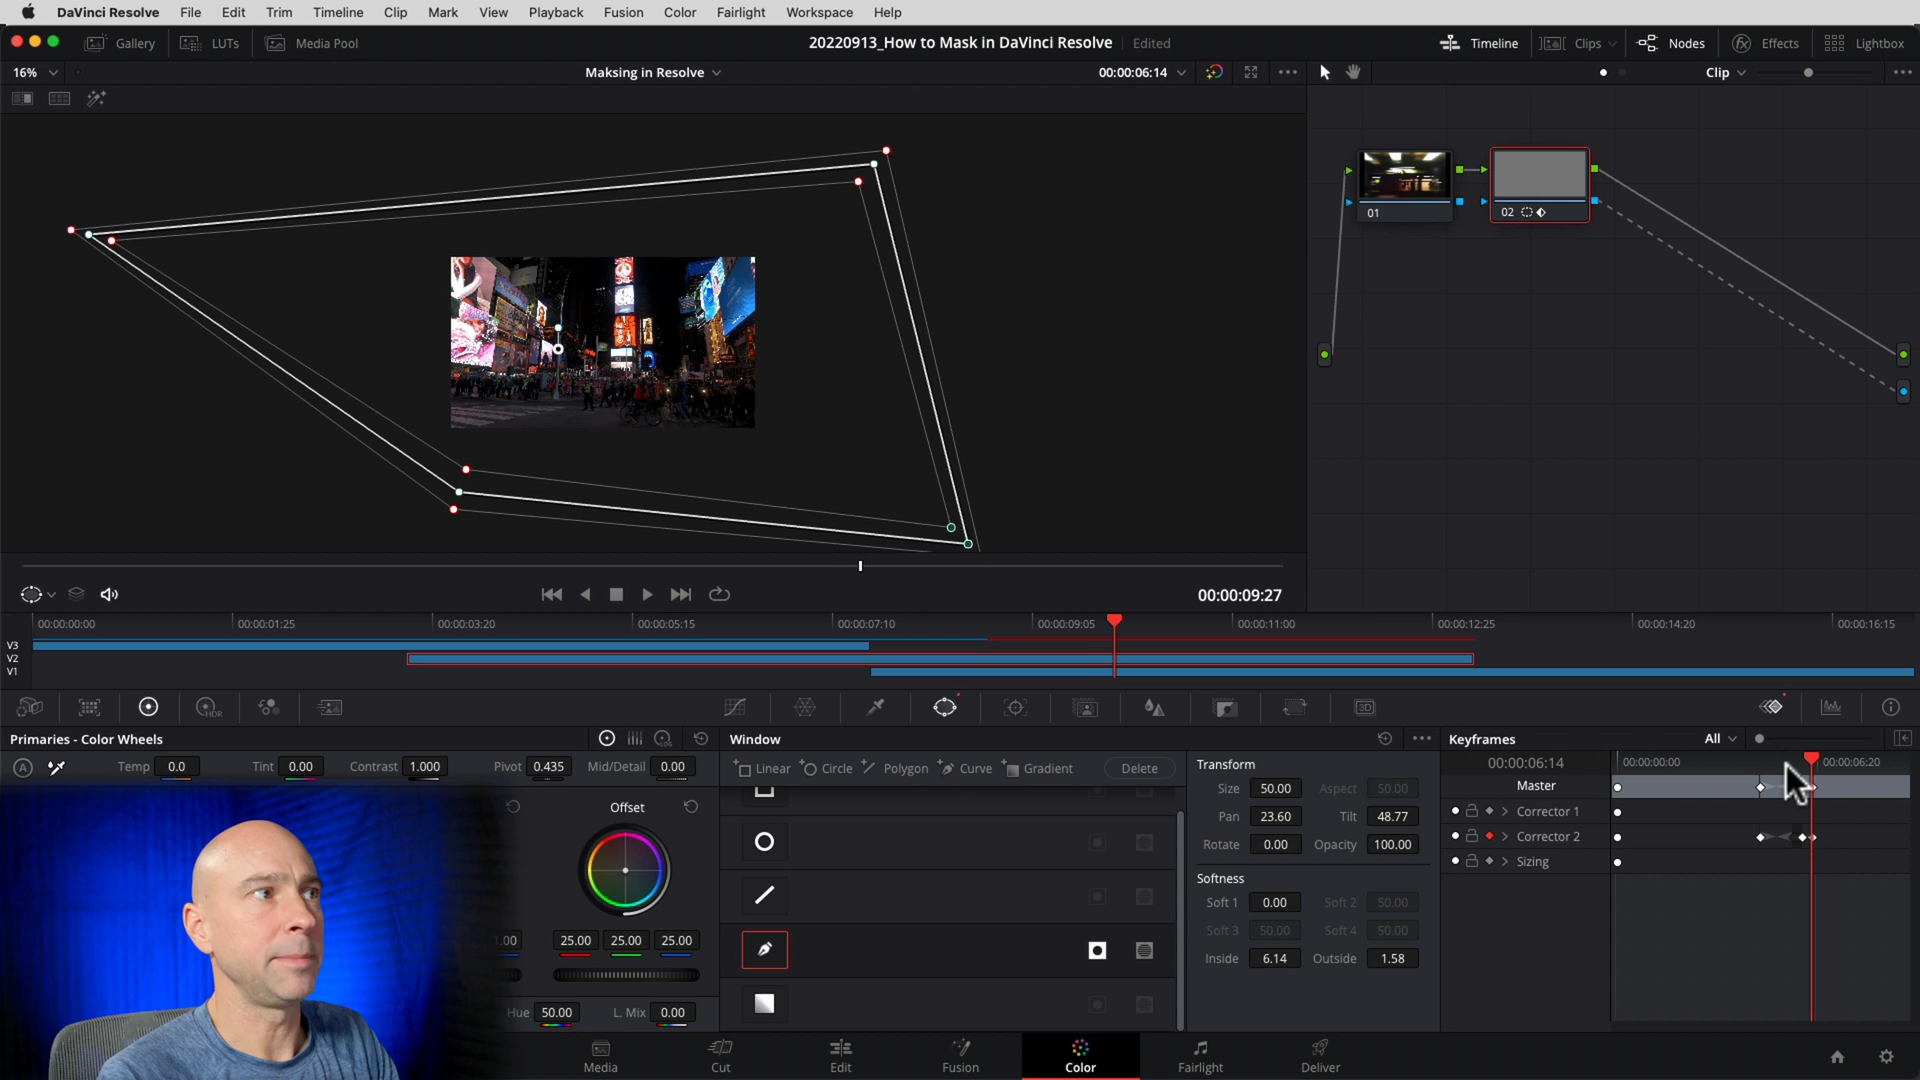 DaVinci Resolve File Edit Trim Timeline Clip Mark View Playback Fusion Color Fairlight Workspace Help
Gallery LUTs Media Pool 20220913_How to Mask in DaVinci Resolve Edited Timeline Clips Nodes Effects Lightbox
16% Maksing in Resolve 00:00:06:14 Clip
01
02
00:00:09:27
00:00:00:00 00:00:01:25 00:00:03:20 00:00:05:15 00:00:07:10 00:00:09:05 00:00:11:00 00:00:12:25 00:00:14:20 00:00:16:15
V3
V2
V1
HDR 3D
Primaries - Color Wheels LOG Window Keyframes All
A Temp 0.0 Tint 0.00 Contrast 1.000 Pivot 0.435 Mid/Detail 0.00
Linear Circle Polygon Curve Gradient Delete
Offset
25.00 25.00 25.00
Hue 50.00 L. Mix 0.00
Transform
Size 50.00 Aspect 50.00
Pan 23.60 Tilt 48.77
Rotate 0.00 Opacity 100.00
Softness
Soft 1 0.00 Soft 2 50.00
Soft 3 50.00 Soft 4 50.00
Inside 6.14 Outside 1.58
00:00:06:14 00:00:00:00 00:00:06:20
Master
Corrector 1
Corrector 2
Sizing
Media Cut Edit Fusion Color Fairlight Deliver